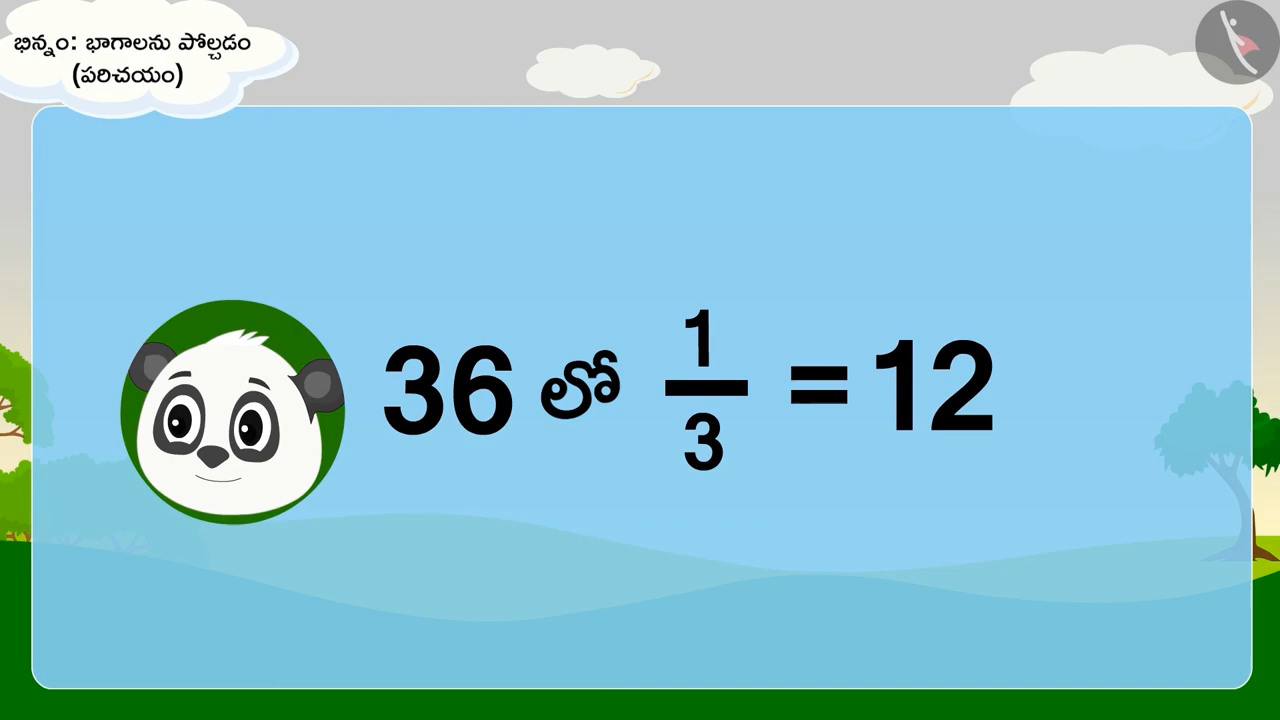 భిన్నం: భాగాలను పోల్చడం
(పరిచయం)
36 లో 1/3 = 12